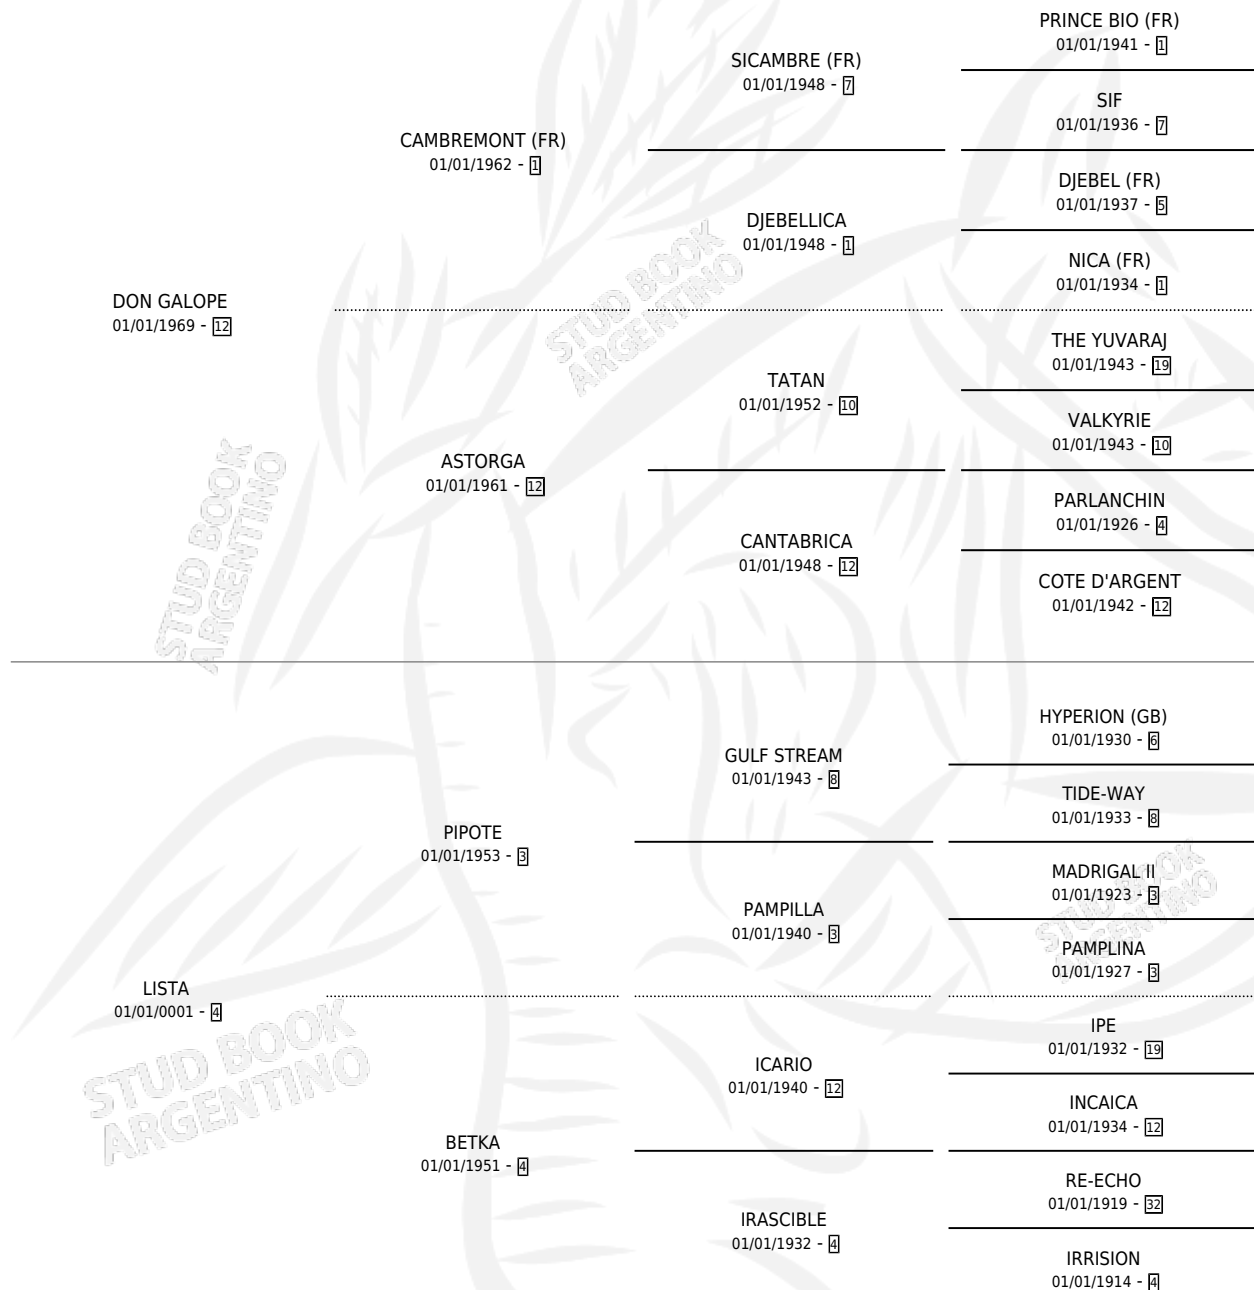 PRINCE BIO (FR)
01/01/1941 - 1
SICAMBRE (FR)
01/01/1948 - 7
SIF
01/01/1936 - 7
CAMBREMONT (FR)
01/01/1962 - 1
DJEBEL (FR)
01/01/1937 - 5
DJEBELLICA
01/01/1948 - 1
NICA (FR)
01/01/1934 - 1
DON GALOPE
01/01/1969 - 12
THE YUVARAJ
01/01/1943 - 19
TATAN
01/01/1952 - 10
VALKYRIE
01/01/1943 - 10
ASTORGA
01/01/1961 - 12
PARLANCHIN
01/01/1926 - 4
CANTABRICA
01/01/1948 - 12
COTE D'ARGENT
01/01/1942 - 12
HYPERION (GB)
01/01/1930 - 6
GULF STREAM
01/01/1943 - 8
TIDE-WAY
01/01/1933 - 8
PIPOTE
01/01/1953 - 3
MADRIGAL II
01/01/1923 - 3
PAMPILLA
01/01/1940 - 3
PAMPLINA
01/01/1927 - 3
LISTA
01/01/0001 - 4
IPE
01/01/1932 - 19
ICARIO
01/01/1940 - 12
INCAICA
01/01/1934 - 12
BETKA
01/01/1951 - 4
RE-ECHO
01/01/1919 - 32
IRASCIBLE
01/01/1932 - 4
IRRISION
01/01/1914 - 4
STUD BOOK
ARGENTINO
STUD BOOK
ARGENTINO
STUD BOOK
ARGENTINO
STUD BOOK
ARGENTINO